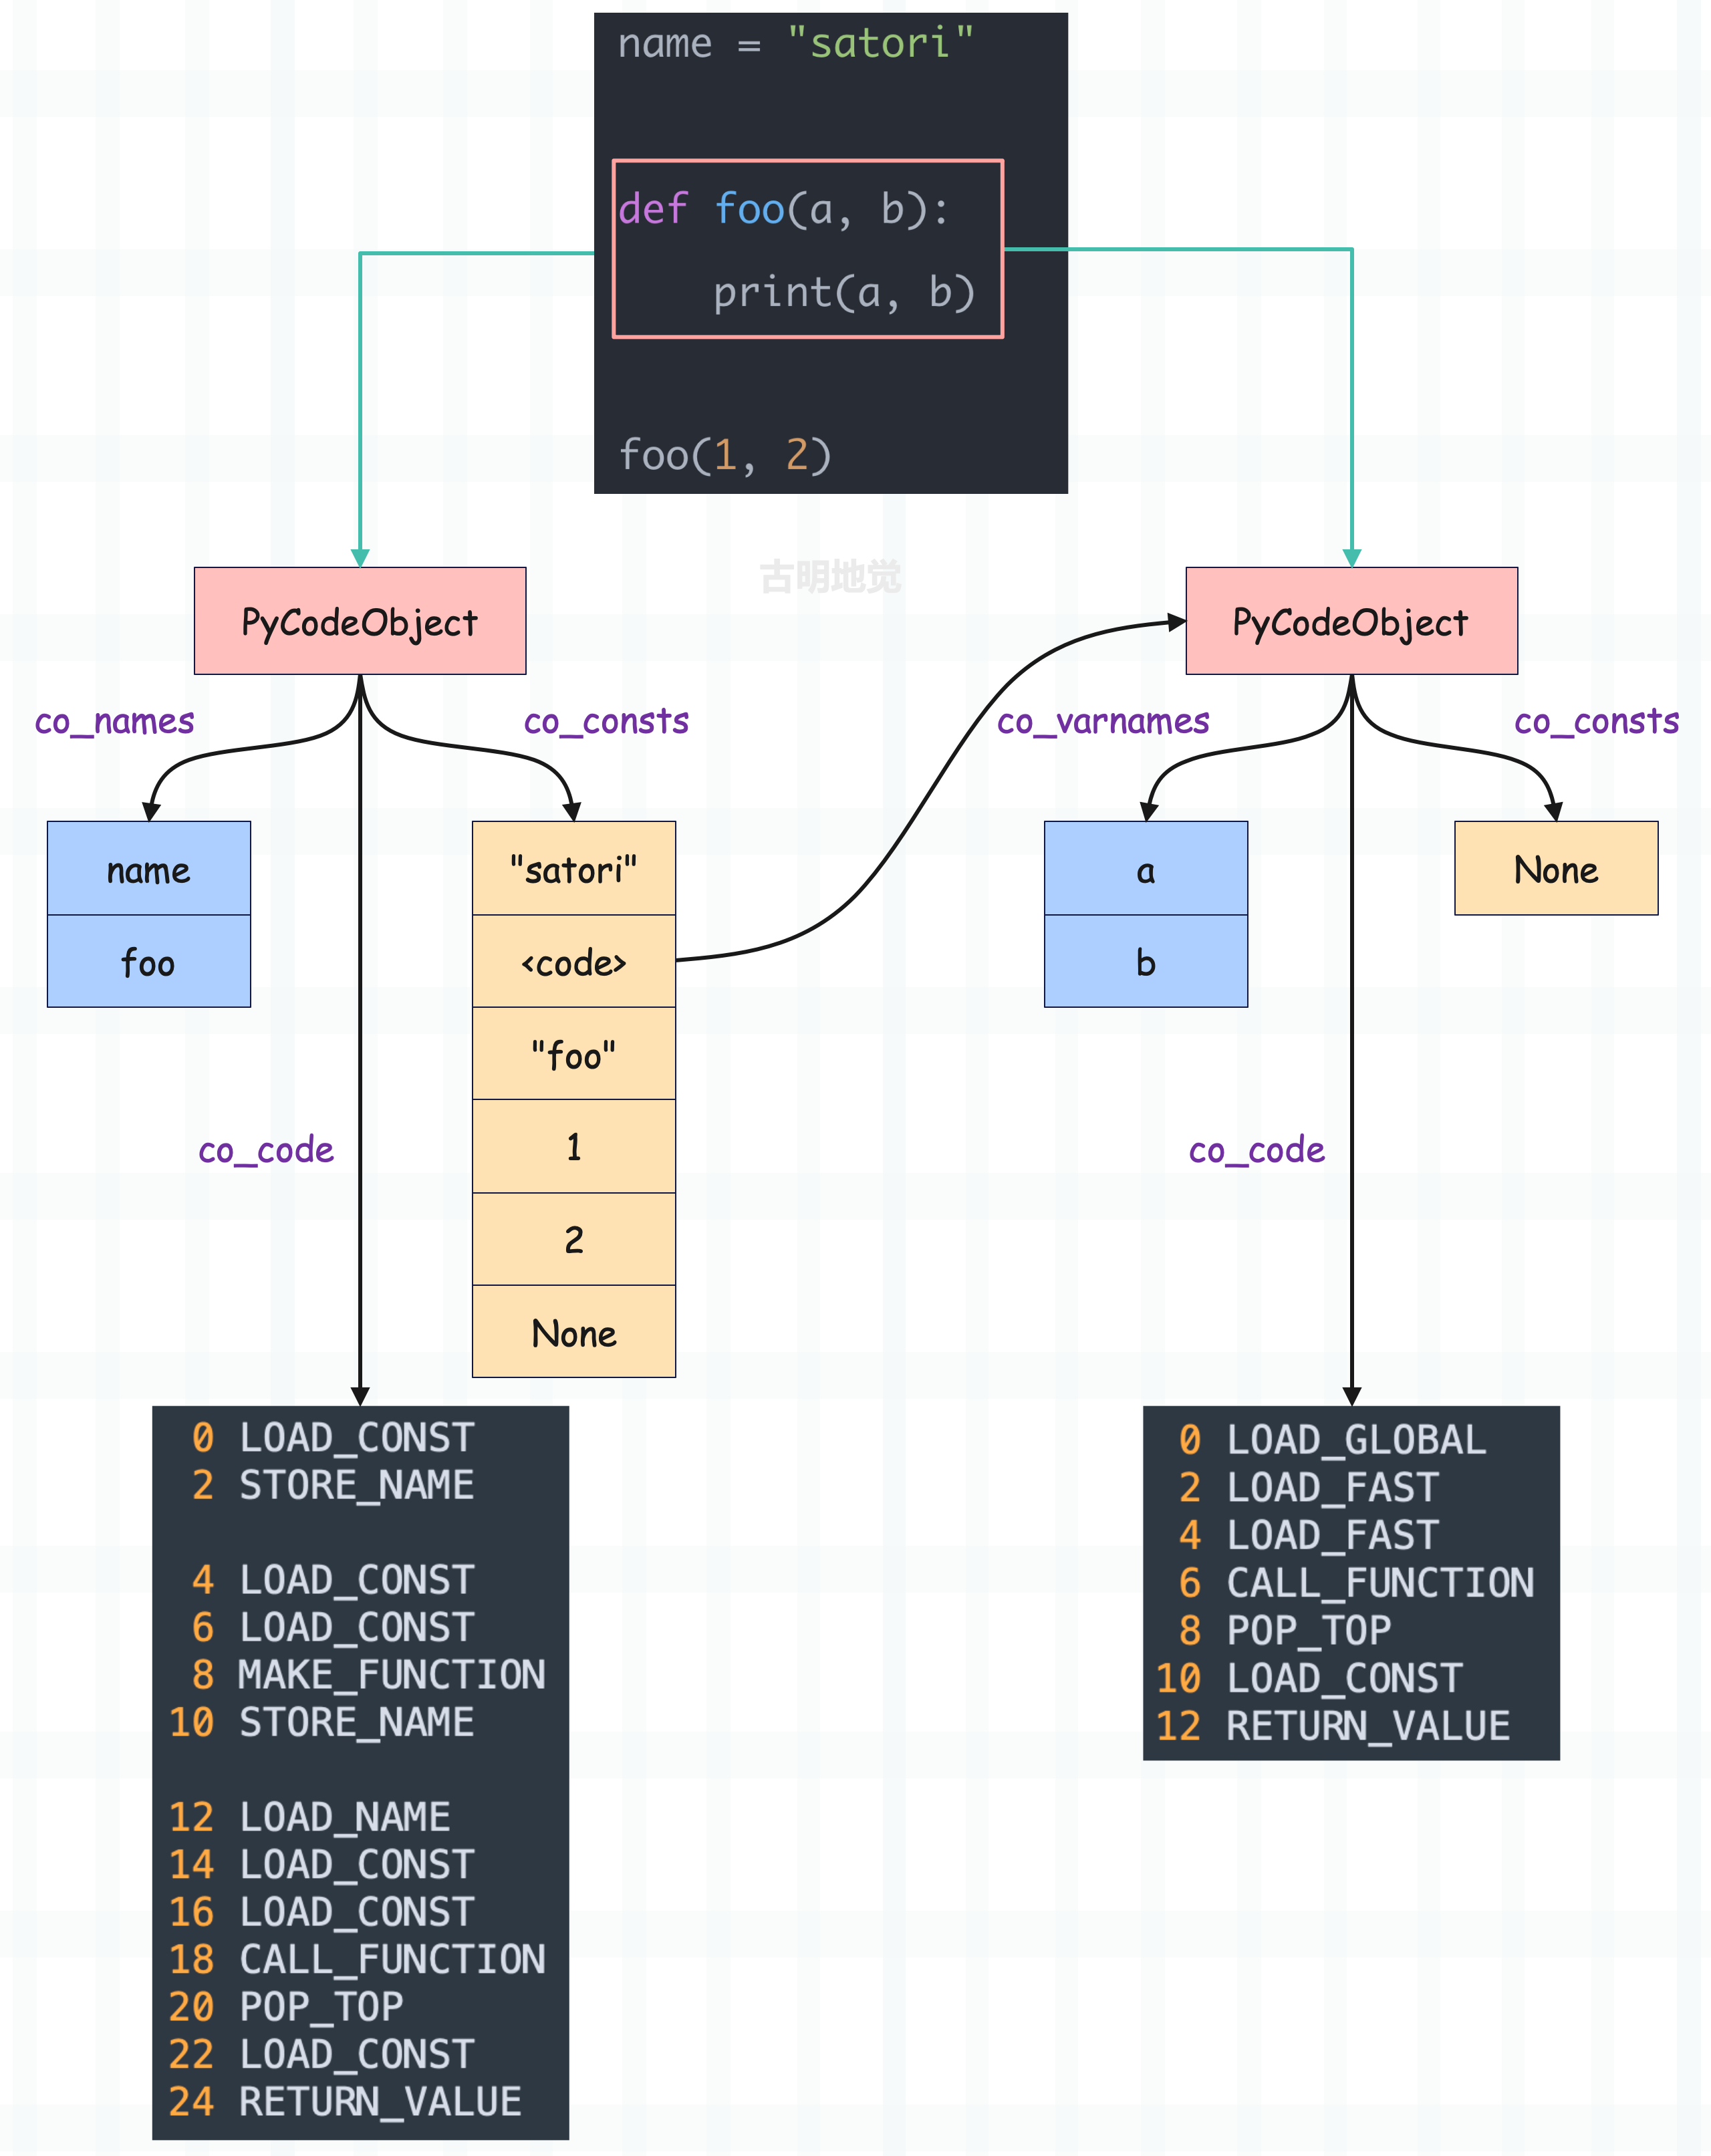 name = "satori"
def foo(a, b):
    print(a, b)
foo(1, 2)
古明地觉
PyCodeObject
PyCodeObject
co_names
co_consts
co_varnames
co_consts
name
foo
"satori"
<code>
"foo"
1
2
None
a
b
None
co_code
co_code
0 LOAD_CONST
2 STORE_NAME
4 LOAD_CONST
6 LOAD_CONST
8 MAKE_FUNCTION
10 STORE_NAME
12 LOAD_NAME
14 LOAD_CONST
16 LOAD_CONST
18 CALL_FUNCTION
20 POP_TOP
22 LOAD_CONST
24 RETURN_VALUE
0 LOAD_GLOBAL
2 LOAD_FAST
4 LOAD_FAST
6 CALL_FUNCTION
8 POP_TOP
10 LOAD_CONST
12 RETURN_VALUE